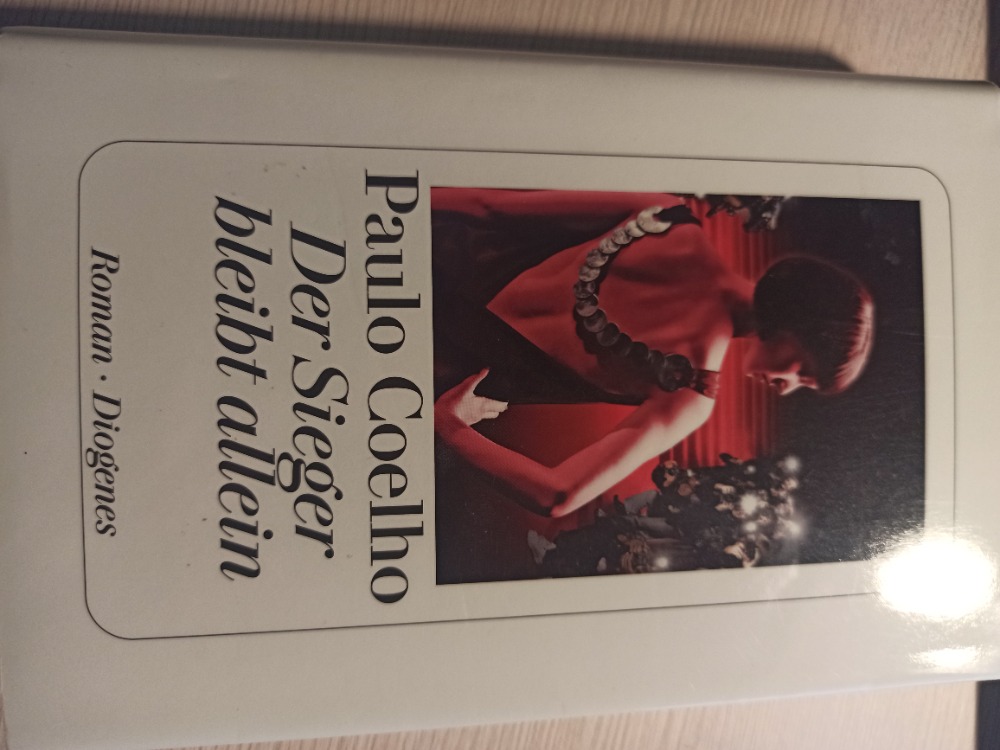 Paulo Coelho
Der Sieger
bleibt allein
Roman · Diogenes